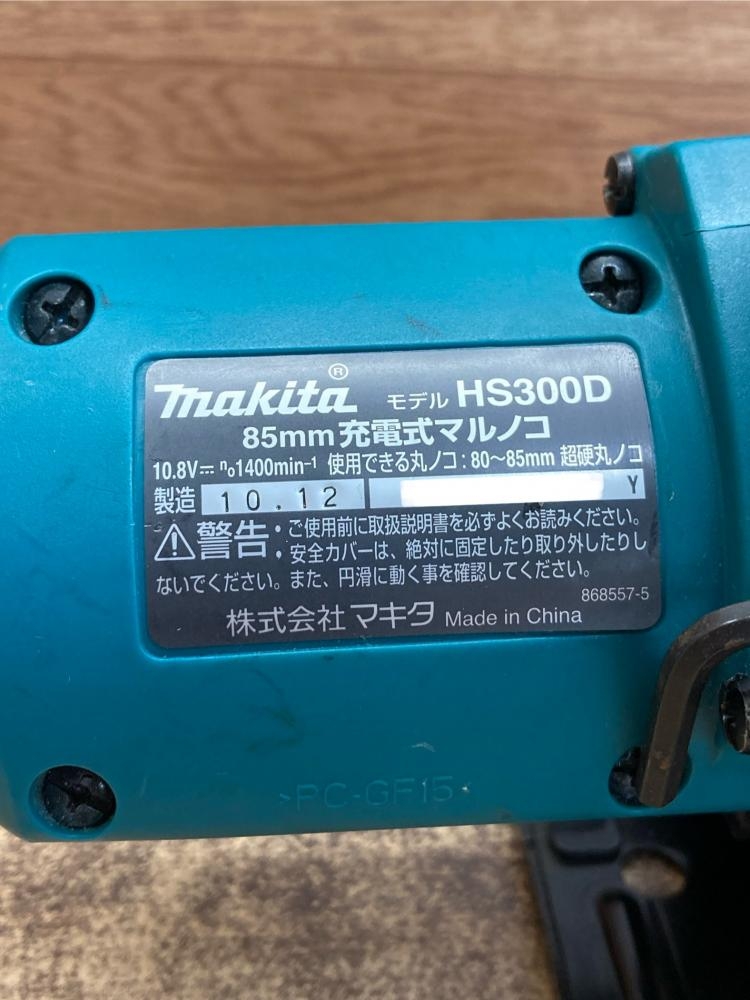 makita® モデル HS300D
85mm充電式マルノコ
10.8V⎓ n₀1400min⁻¹ 使用できる丸ノコ:80〜85mm 超硬丸ノコ
製造 10.12 Y
⚠警告:ご使用前に取扱説明書を必ずよくお読みください。
安全カバーは、絶対に固定したり取り外したりし
ないでください。また、円滑に動く事を確認してください。
868557-5
株式会社マキタ Made in China
>PC-GF15<